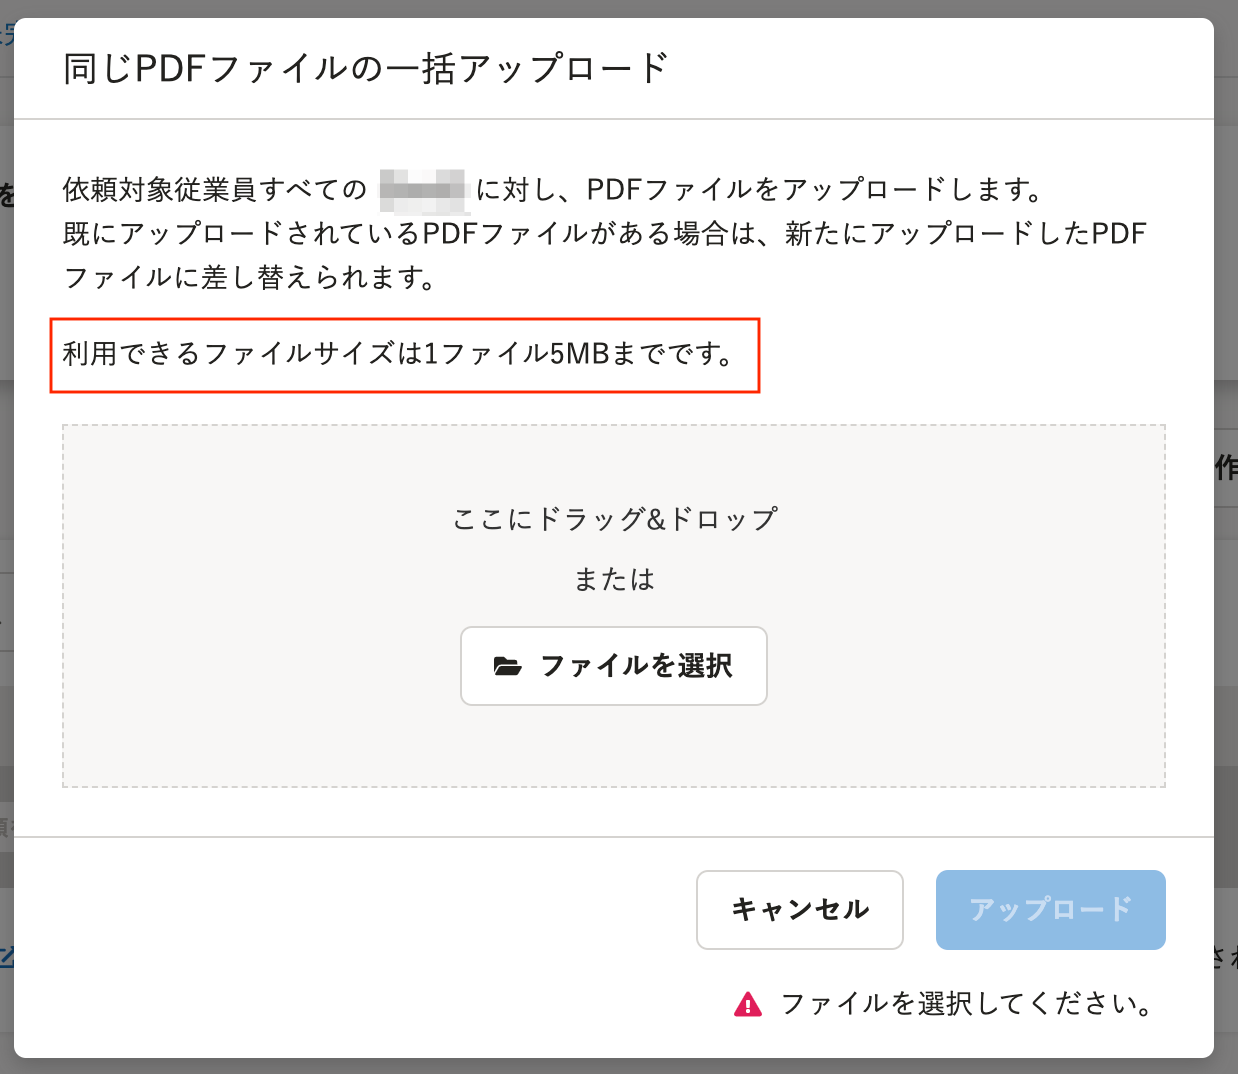 同じPDFファイルの一括アップロード
を
依頼対象従業員すべての に対し、PDFファイルをアップロードします。
既にアップロードされているPDFファイルがある場合は、新たにアップロードしたPDF
ファイルに差し替えられます。
利用できるファイルサイズは1ファイル5MBまでです。
作
ここにドラッグ&ドロップ
または
ファイルを選択
キャンセル
アップロード
され
ファイルを選択してください。